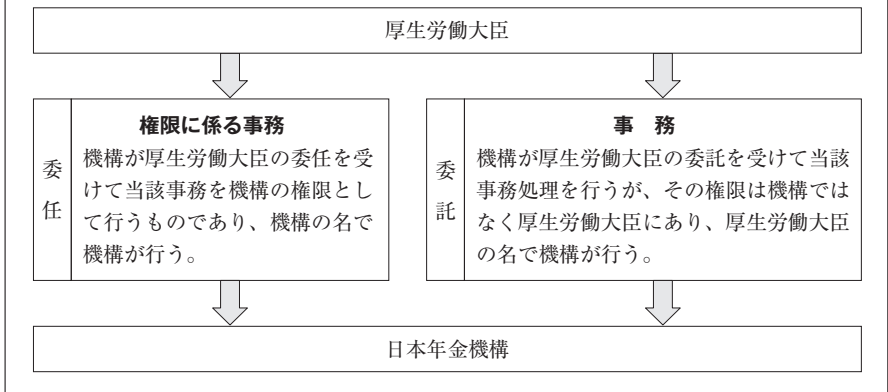 厚生労働大臣
委任
権限に係る事務
機構が厚生労働大臣の委任を受
けて当該事務を機構の権限とし
て行うものであり、機構の名で
機構が行う。
委託
事　務
機構が厚生労働大臣の委託を受けて当該
事務処理を行うが、その権限は機構では
なく厚生労働大臣にあり、厚生労働大臣
の名で機構が行う。
日本年金機構